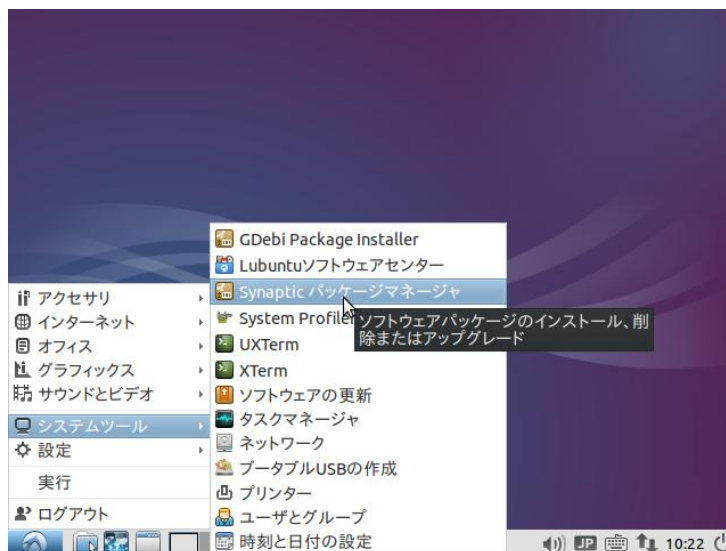 アクセサリ
インターネット
オフィス
グラフィックス
サウンドとビデオ
システムツール
設定
実行
ログアウト
GDebi Package Installer
Lubuntuソフトウェアセンター
Synaptic パッケージマネージャ
System Profiler
ソフトウェアパッケージのインストール、削
除またはアップグレード
UXTerm
XTerm
ソフトウェアの更新
タスクマネージャ
ネットワーク
ブータブルUSBの作成
プリンター
ユーザとグループ
時刻と日付の設定
JP
10:22